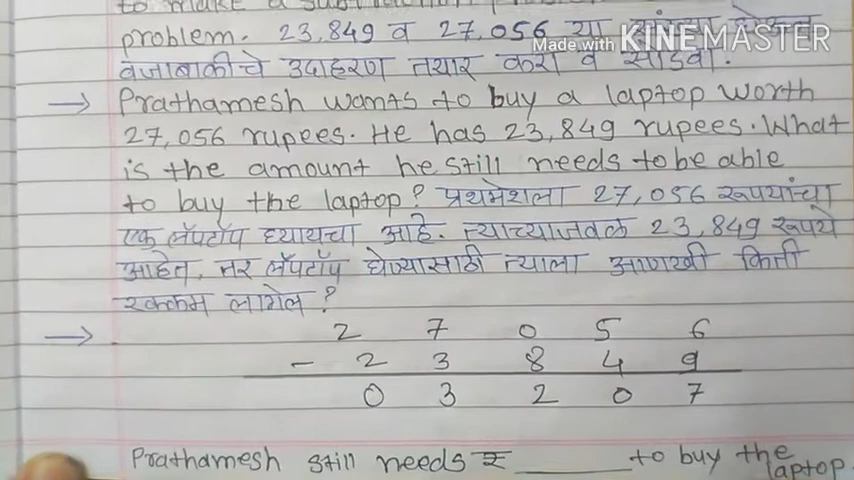 to make a subtraction
problem. 23,849 व 27,056 या
Made with KINEMASTER
वजाबाकीचे उदाहरण तयार करा व सोडवा.
→ Prathamesh wants to buy a laptop worth
27,056 rupees. He has 23,849 rupees. What
is the amount he still needs to be able
to buy the laptop? प्रथमेशला 27,056 रूपयांचा
एक लॅपटॉप घ्यायचा आहे. त्याच्याजवळ 23,849 रूपये
आहेत, तर लॅपटॉप घेण्यासाठी त्याला आणखी किती
रक्कम लागेल?
→ 2 7 0 5 6
- 2 3 8 4 9
0 3 2 0 7
Prathamesh still needs ₹ ______ to buy the
laptop.